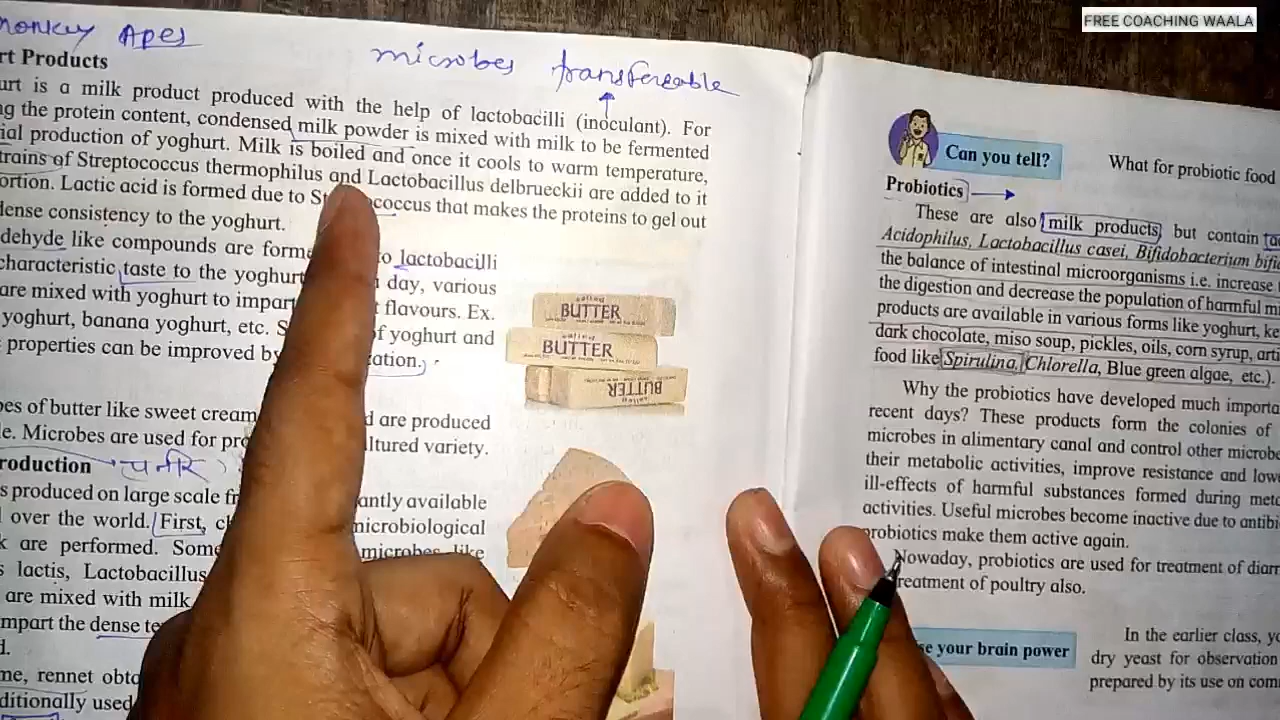 FREE COACHING WAALA
monkey Apes
microbes transfereable
rt Products
urt is a milk product produced with the help of lactobacilli (inoculant). For
ng the protein content, condensed milk powder is mixed with milk to be fermented
ial production of yoghurt. Milk is boiled and once it cools to warm temperature,
trains of Streptococcus thermophilus and Lactobacillus delbrueckii are added to it
ortion. Lactic acid is formed due to St coccus that makes the proteins to gel out
dense consistency to the yoghurt.
dehyde like compounds are forme to lactobacilli
characteristic taste to the yoghurt day, various
are mixed with yoghurt to impart flavours. Ex.
yoghurt, banana yoghurt, etc. S of yoghurt and
properties can be improved by ation.
salted
BUTTER
salted
BUTTER
BUTTER
pes of butter like sweet cream d are produced
le. Microbes are used for pro ltured variety.
roduction
s produced on large scale fr antly available
l over the world. First, c microbiological
k are performed. Some microbes like
s lactis, Lactobacillus
are mixed with milk
mpart the dense te
d.
me, rennet obta
ditionally used
Can you tell?
What for probiotic food
Probiotics
These are also milk products but contain
Acidophilus, Lactobacillus casei, Bifidobacterium bifi
the balance of intestinal microorganisms i.e. increase
the digestion and decrease the population of harmful m
products are available in various forms like yoghurt, ke
dark chocolate, miso soup, pickles, oils, corn syrup, art
food like Spirulina, Chlorella, Blue green algae, etc.).
Why the probiotics have developed much importa
recent days? These products form the colonies of
microbes in alimentary canal and control other microbe
their metabolic activities, improve resistance and low
ill-effects of harmful substances formed during meta
activities. Useful microbes become inactive due to antib
probiotics make them active again.
Nowaday, probiotics are used for treatment of diarr
treatment of poultry also.
se your brain power
In the earlier class, yo
dry yeast for observation
prepared by its use on com